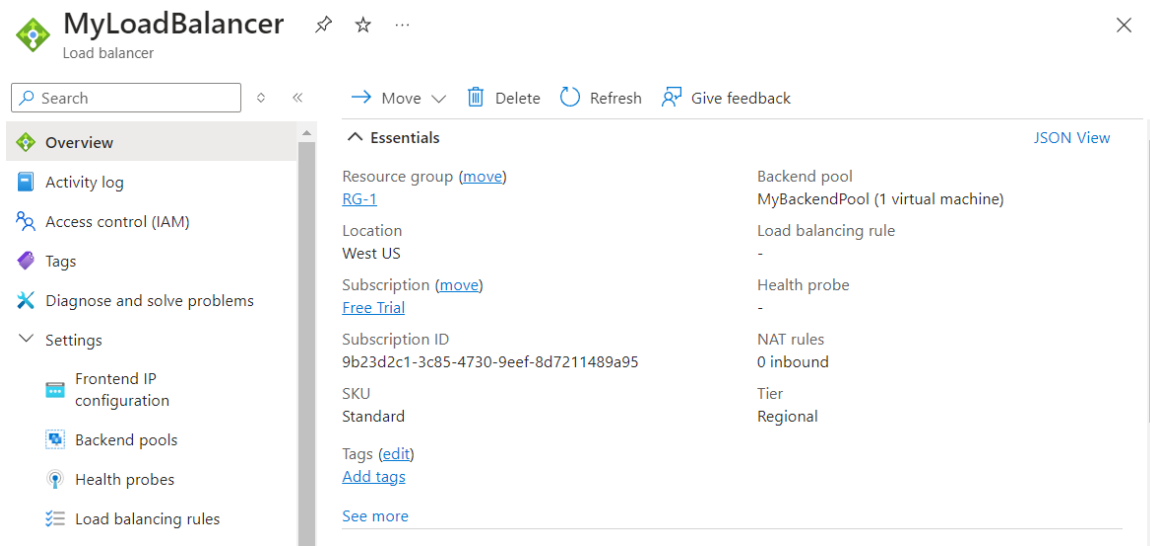 MyLoadBalancer
...
Load balancer
Search
Move
Delete
Refresh
Give feedback
Overview
Activity log
Access control (IAM)
Tags
Diagnose and solve problems
Settings
Frontend IP
configuration
Backend pools
Health probes
Load balancing rules
Essentials
JSON View
Resource group (move)
RG-1
Location
West US
Subscription (move)
Free Trial
Subscription ID
9b23d2c1-3c85-4730-9eef-8d7211489a95
SKU
Standard
Tags (edit)
Add tags
See more
Backend pool
MyBackendPool (1 virtual machine)
Load balancing rule
-
Health probe
-
NAT rules
0 inbound
Tier
Regional